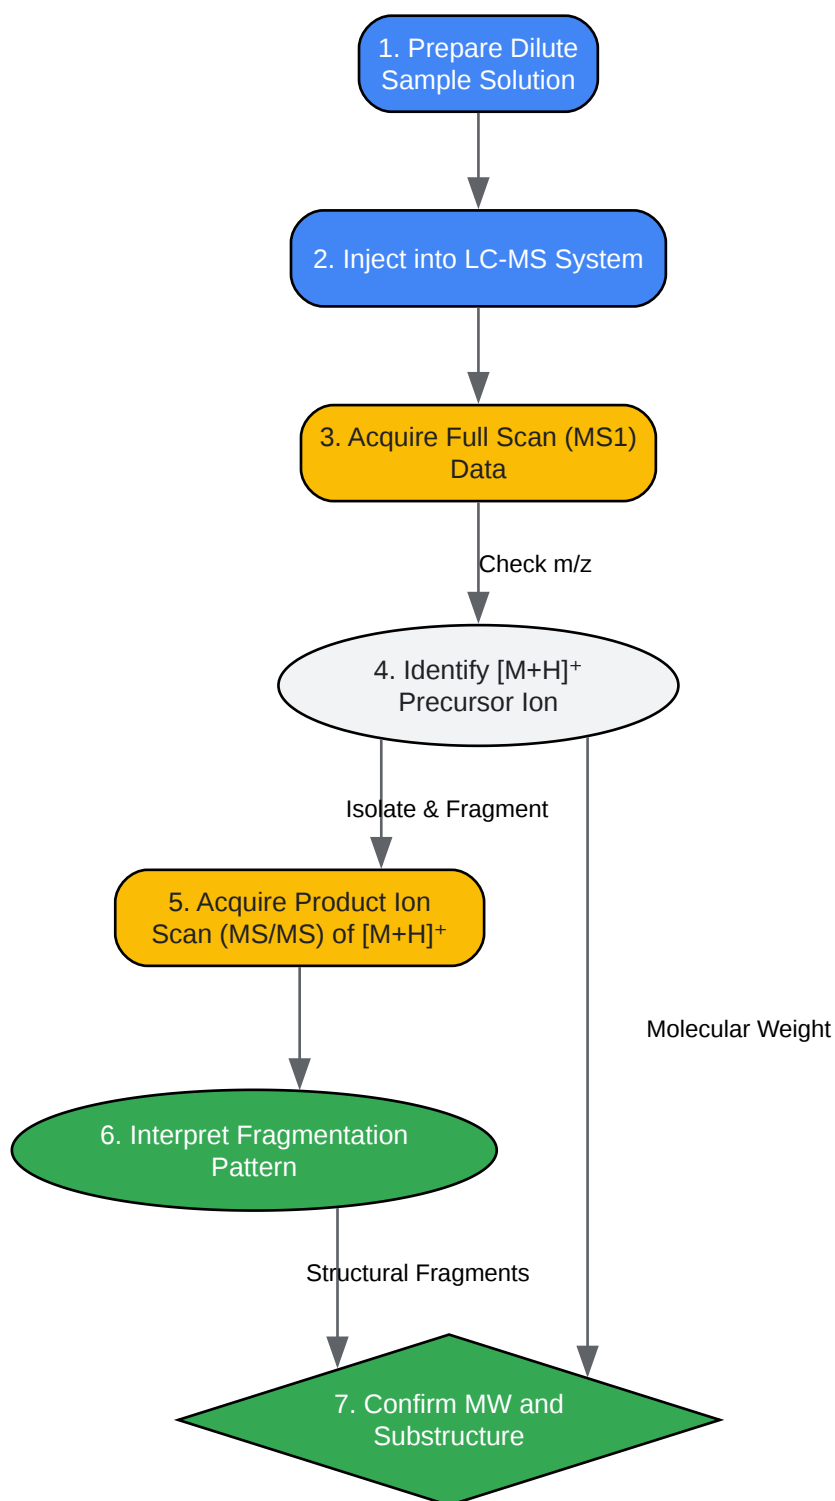 1. Prepare Dilute
Sample Solution
2. Inject into LC-MS System
3. Acquire Full Scan (MS1)
Data
Check m/z
4. Identify [M+H]⁺
Precursor Ion
Isolate & Fragment
5. Acquire Product Ion
Scan (MS/MS) of [M+H]⁺
Molecular Weight
6. Interpret Fragmentation
Pattern
Structural Fragments
7. Confirm MW and
Substructure